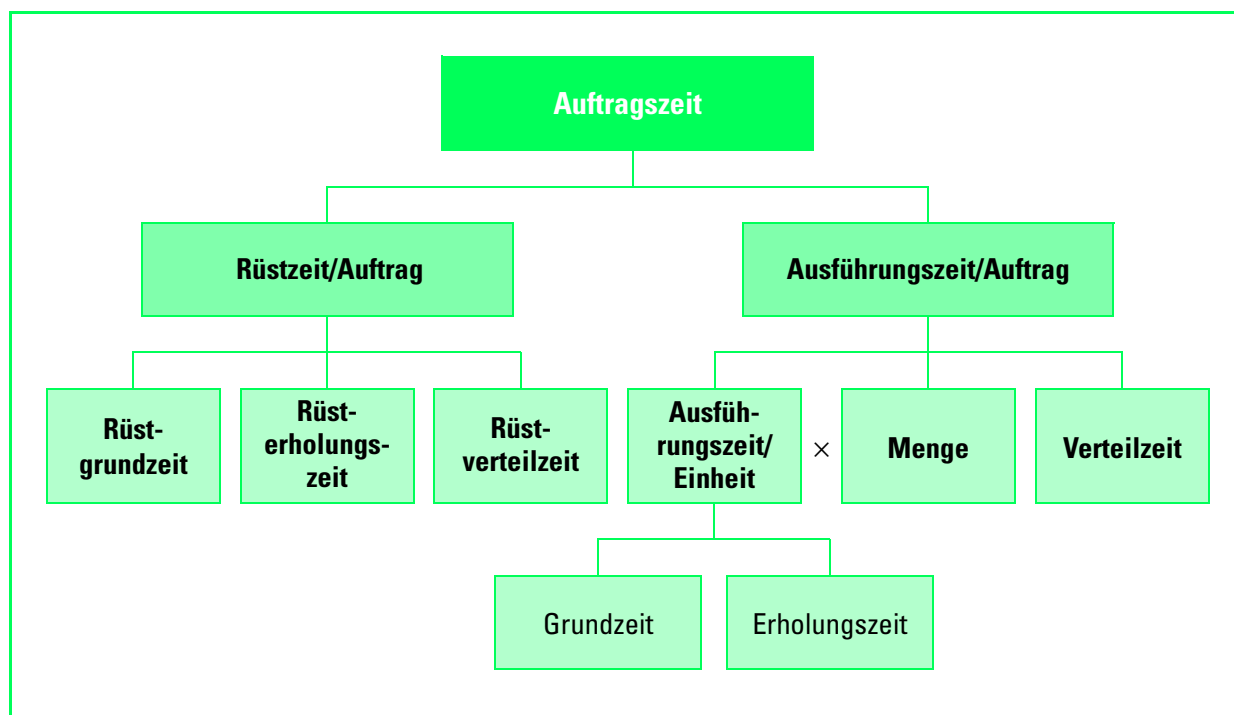 Auftragszeit
Rüstzeit/Auftrag
Ausführungszeit/Auftrag
Rüst-
grundzeit
Rüst-
erholungs-
zeit
Rüst-
verteilzeit
Ausfüh-
rungszeit/
Einheit
×
Menge
Verteilzeit
Grundzeit
Erholungszeit